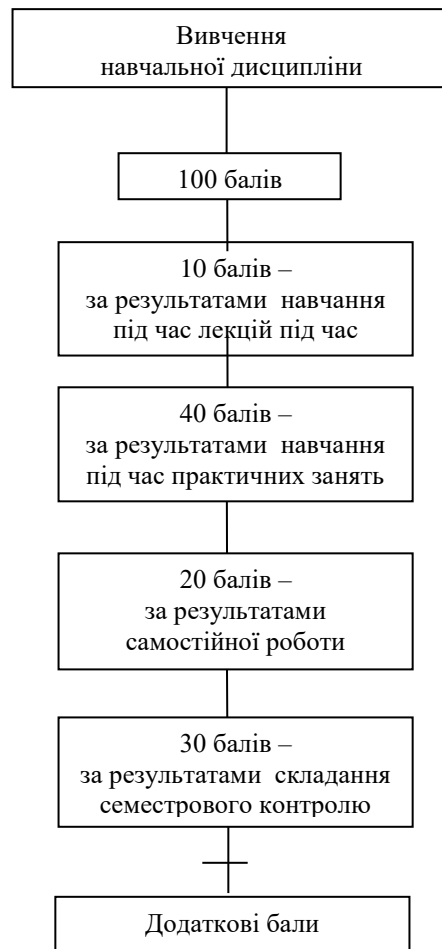 Вивчення
навчальної дисципліни
100 балів
10 балів –
за результатами навчання
під час лекцій під час
40 балів –
за результатами навчання
під час практичних занять
20 балів –
за результатами
самостійної роботи
30 балів –
за результатами складання
семестрового контролю
Додаткові бали